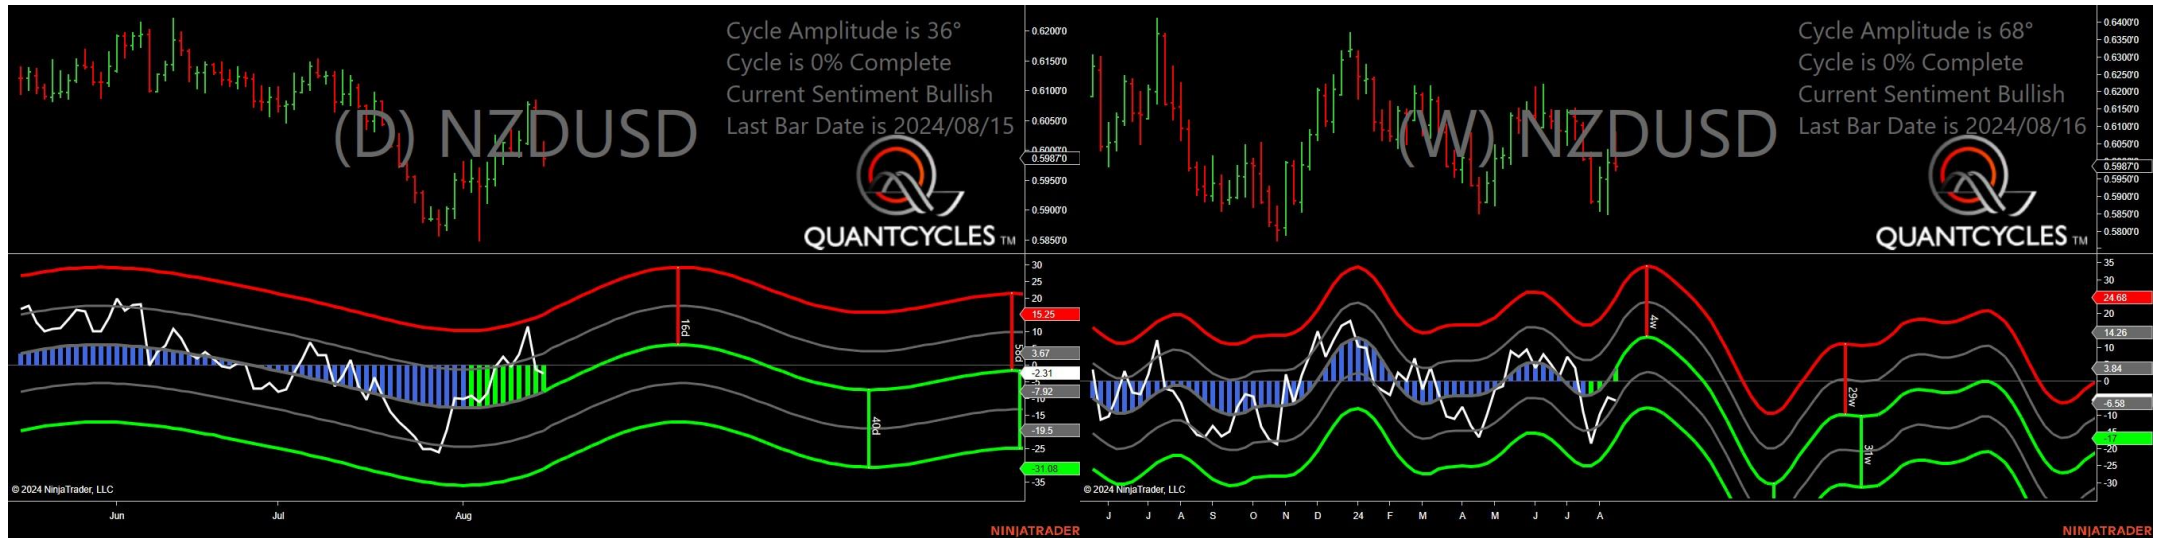 Cycle Amplitude is 36°
Cycle is 0% Complete
Current Sentiment Bullish
Last Bar Date is 2024/08/15
(D) NZDUSD
QUANTCYCLES TM
0.6200'0
0.6150'0
0.6100'0
0.6050'0
0.6000'0
0.5987'0
0.5950'0
0.5900'0
0.5850'0
30
25
20
15.25
10
3.67
-2.31
-7.92
-10
-15
-19.5
-25
-31.08
-35
16d
40d
58d
© 2024 NinjaTrader, LLC
Jun
Jul
Aug
NINJATRADER
Cycle Amplitude is 68°
Cycle is 0% Complete
Current Sentiment Bullish
Last Bar Date is 2024/08/16
(W) NZDUSD
QUANTCYCLES TM
0.6400'0
0.6350'0
0.6300'0
0.6250'0
0.6200'0
0.6150'0
0.6100'0
0.6050'0
0.5987'0
0.5950'0
0.5900'0
0.5850'0
0.5800'0
35
30
24.68
20
14.26
10
3.84
0
-6.58
-10
-17
-20
-25
-30
4w
29w
31w
© 2024 NinjaTrader, LLC
J J A S O N D 24 F M A M J J A
NINJATRADER